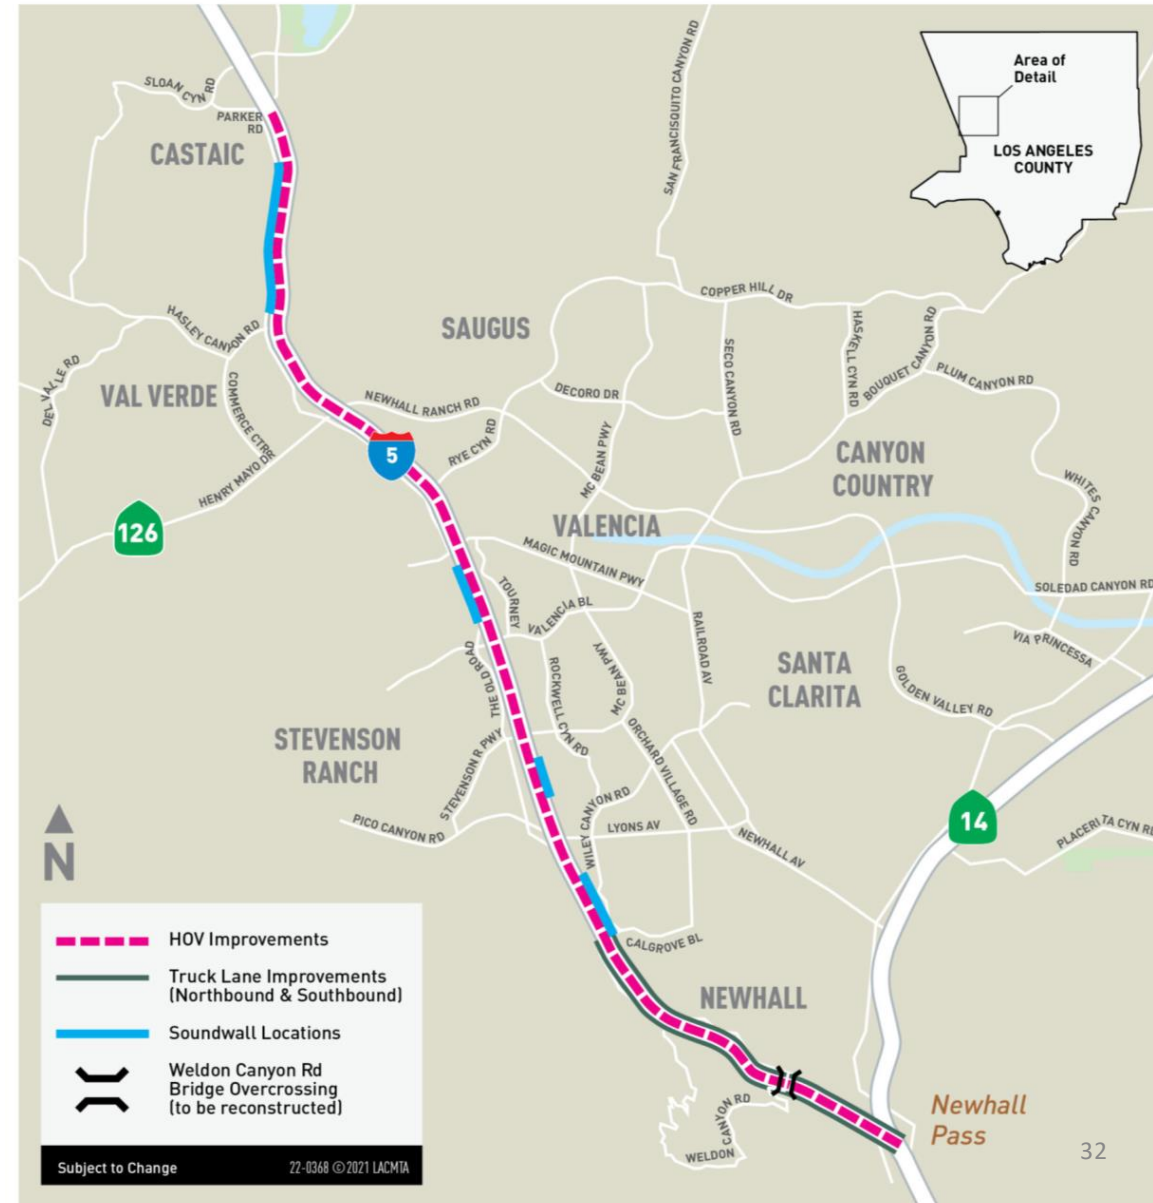 SLOAN CYN RD
PARKER
RD
CASTAIC
SAN FRANCISQUITO CANYON RD
Area of
Detail
LOS ANGELES
COUNTY
COPPER HILL DR
SAUGUS
HASLEY CANYON RD
DEL VALLE RD
VAL VERDE
COMMERCE CTR
NEWHALL RANCH RD
DECORO DR
SECO CANYON RD
HASKELL CYN RD
BOUQUET CANYON RD
PLUM CANYON RD
5
RYE CYN RD
MC BEAN PWY
HENRY MAYO DR
CANYON
COUNTRY
WHITES CANYON RD
126
VALENCIA
MAGIC MOUNTAIN PWY
TOURNEY
VALENCIA BL
SOLEDAD CANYON RD
RAILROAD AV
VIA PRINCESSA
THE OLD ROAD
ROCKWELL CYN RD
MC BEAN PWY
SANTA
CLARITA
GOLDEN VALLEY RD
STEVENSON
RANCH
STEVENSON R PWY
ORCHARD VILLAGE RD
PICO CANYON RD
WILEY CANYON RD
LYONS AV
NEWHALL AV
14
PLACERITA CYN RD
N
CALGROVE BL
NEWHALL
HOV Improvements
Truck Lane Improvements
(Northbound & Southbound)
Soundwall Locations
Weldon Canyon Rd
Bridge Overcrossing
(to be reconstructed)
WELDON CANYON RD
Newhall
Pass
32
Subject to Change
22-0368 ©2021 LACMTA